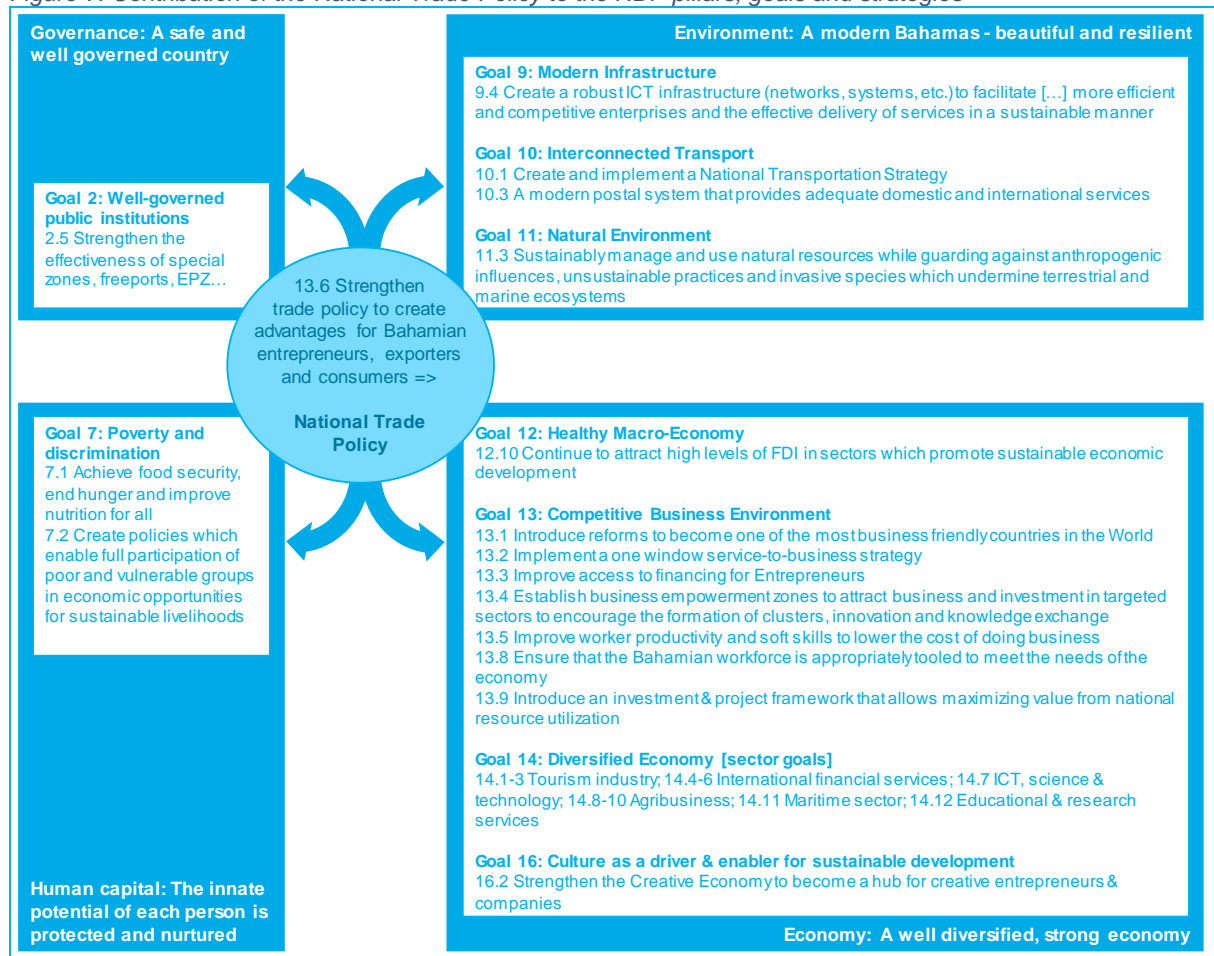 Figure Contribution of the National Trade Policy to the NDP pillars, goals and strategies
Governance: A safe and
well governed country
Goal 2: Well-governed
public institutions
2.5 Strengthen the
effectiveness of special
zones, freeports, EPZ…
Environment: A modern Bahamas - beautiful and resilient
Goal 9: Modern Infrastructure
9.4 Create a robust ICT infrastructure (networks, systems, etc.)to facilitate […] more efficient
and competitive enterprises and the effective delivery of services in a sustainable manner
Goal 10: Interconnected Transport
10.1 Create and implement a National Transportation Strategy
10.3 A modern postal system that provides adequate domestic and international services
Goal 11: Natural Environment
11.3 Sustainably manage and use natural resources while guarding against anthropogenic
influences, unsustainable practices and invasive species which undermine terrestrial and
marine ecosystems
13.6 Strengthen
trade policy to create
advantages for Bahamian
entrepreneurs, exporters
and consumers =>
National Trade
Policy
Goal 7: Poverty and
discrimination
7.1 Achieve food security,
end hunger and improve
nutrition for all
7.2 Create policies which
enable full participation of
poor and vulnerable groups
in economic opportunities
for sustainable livelihoods
Human capital: The innate
potential of each person is
protected and nurtured
Goal 12: Healthy Macro-Economy
12.10 Continue to attract high levels of FDI in sectors which promote sustainable economic
development
Goal 13: Competitive Business Environment
13.1 Introduce reforms to become one of the most business friendly countries in the World
13.2 Implement a one window service-to-business strategy
13.3 Improve access to financing for Entrepreneurs
13.4 Establish business empowerment zones to attract business and investment in targeted
sectors to encourage the formation of clusters, innovation and knowledge exchange
13.5 Improve worker productivity and soft skills to lower the cost of doing business
13.8 Ensure that the Bahamian workforce is appropriately tooled to meet the needs of the
economy
13.9 Introduce an investment & project framework that allows maximizing value from national
resource utilization
Goal 14: Diversified Economy [sector goals]
14.1-3 Tourism industry; 14.4-6 International financial services; 14.7 ICT, science &
technology; 14.8-10 Agribusiness; 14.11 Maritime sector; 14.12 Educational & research
services
Goal 16: Culture as a driver & enabler for sustainable development
16.2 Strengthen the Creative Economy to become a hub for creative entrepreneurs &
companies
Economy: A well diversified, strong economy